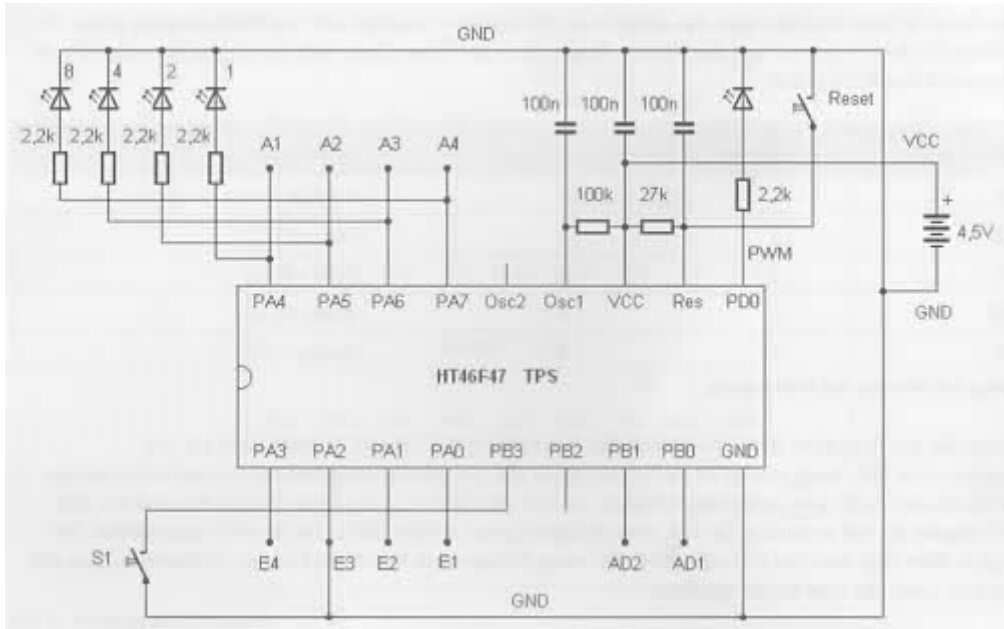 GND
8 4 2 1
100n 100n 100n Reset
2,2k 2,2k 2,2k 2,2k
A1 A2 A3 A4 VCC
100k 27k 2,2k +
4,5V
PWM
PA4 PA5 PA6 PA7 Osc2 Osc1 VCC Res PD0
GND
HT46F47 TPS
PA3 PA2 PA1 PA0 PB3 PB2 PB1 PB0 GND
S1 E4 E3 E2 E1 AD2 AD1
GND